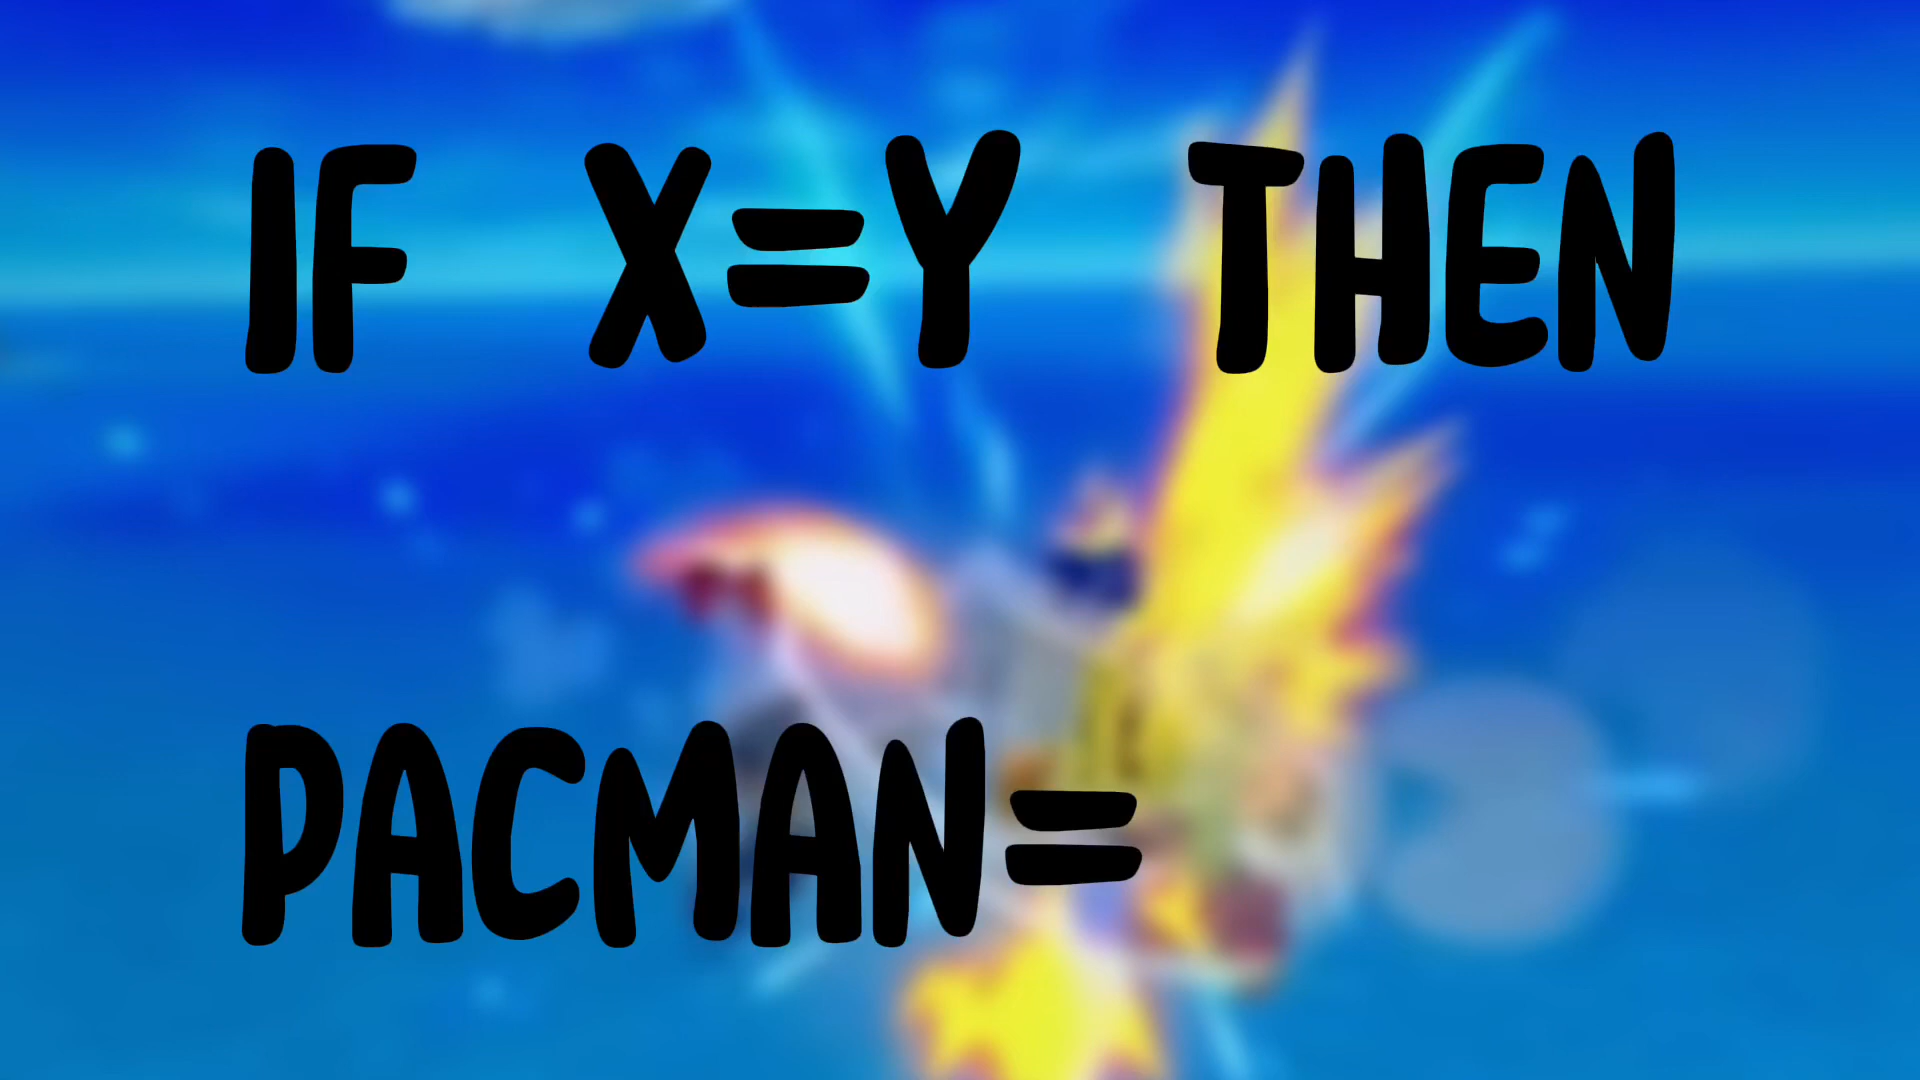 IF X=Y THEN
PACMAN=